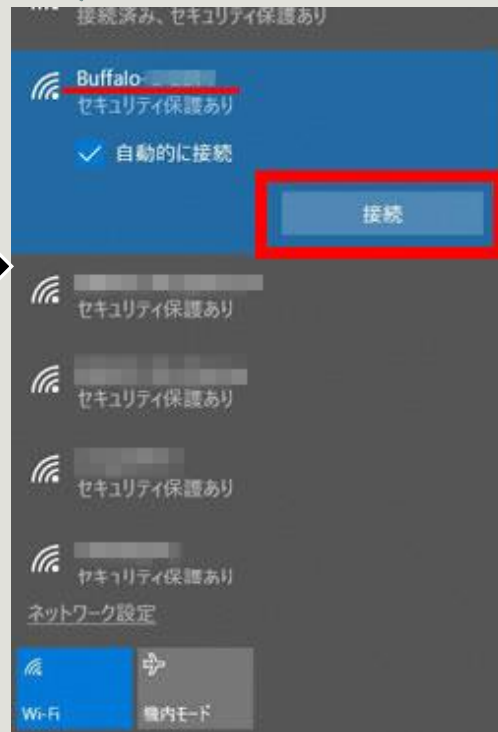 接続済み、セキュリティ保護あり
Buffalo-
セキュリティ保護あり
自動的に接続
接続
セキュリティ保護あり
セキュリティ保護あり
セキュリティ保護あり
セキュリティ保護あり
ネットワーク設定
Wi-Fi
機内モード